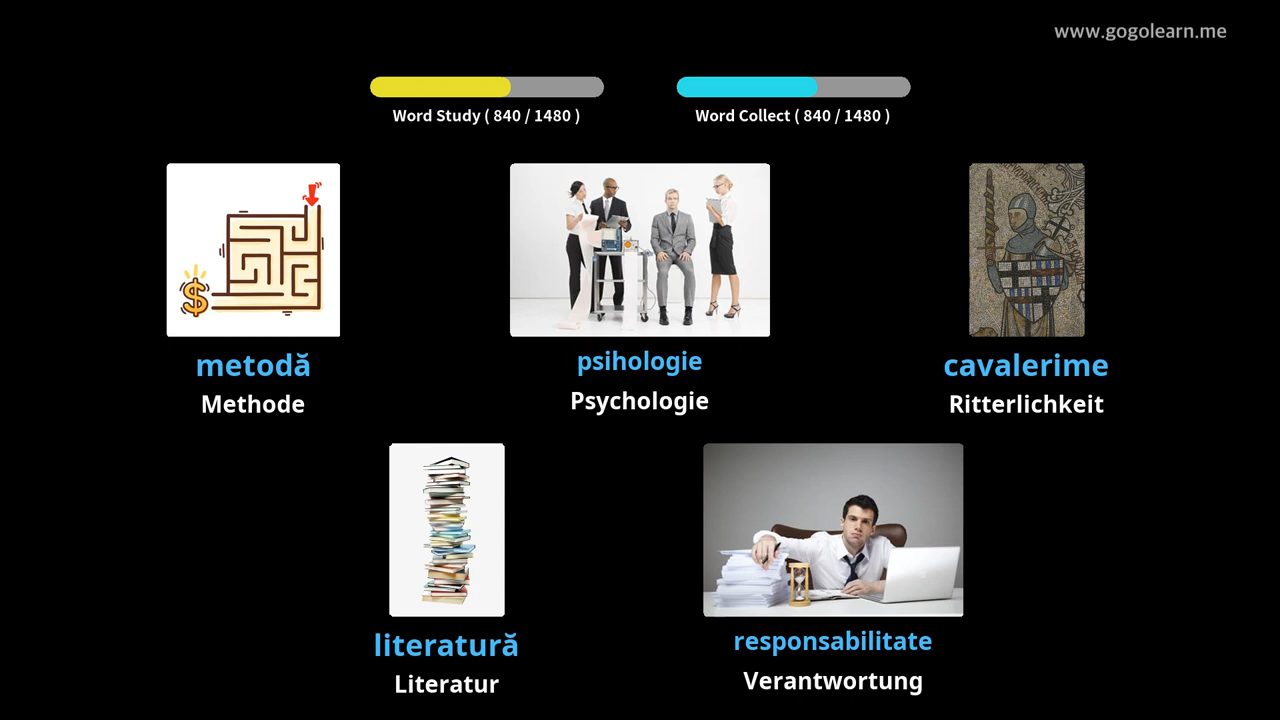 www.gogolearn.me
Word Study ( 840 / 1480 )
Word Collect ( 840 / 1480 )
metodă
Methode
psihologie
Psychologie
cavalerime
Ritterlichkeit
literatură
Literatur
responsabilitate
Verantwortung